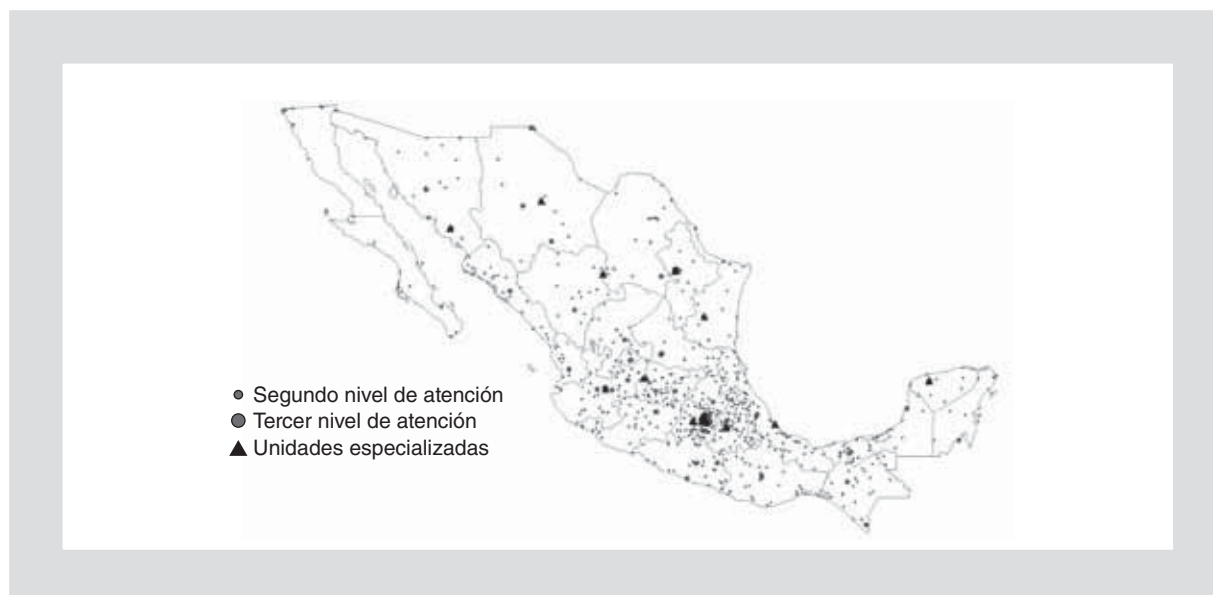 Segundo nivel de atención
Tercer nivel de atención
Unidades especializadas